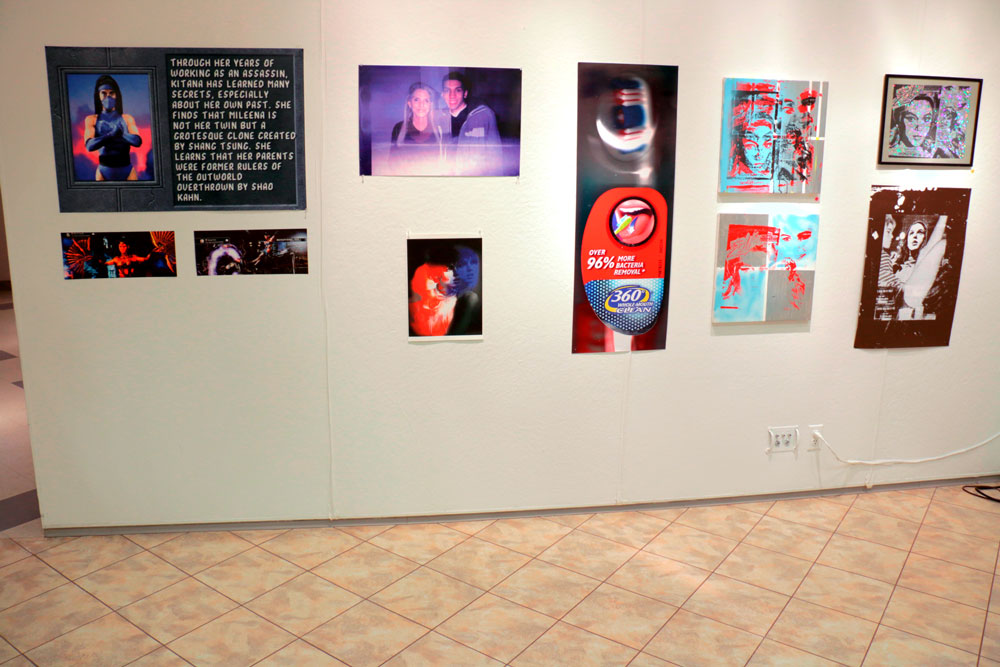 THROUGH HER YEARS OF
WORKING AS AN ASSASSIN,
KITANA HAS LEARNED MANY
SECRETS, ESPECIALLY
ABOUT HER OWN PAST. SHE
FINDS THAT MILEENA IS
NOT HER TWIN BUT A
GROTESQUE CLONE CREATED
BY SHANG TSUNG. SHE
LEARNS THAT HER PARENTS
WERE FORMER RULERS OF
THE OUTWORLD
OVERTHROWN BY SHAO
KAHN.
OVER
96% MORE
BACTERIA
REMOVAL*
360°
WHOLE-MOUTH
CLEAN